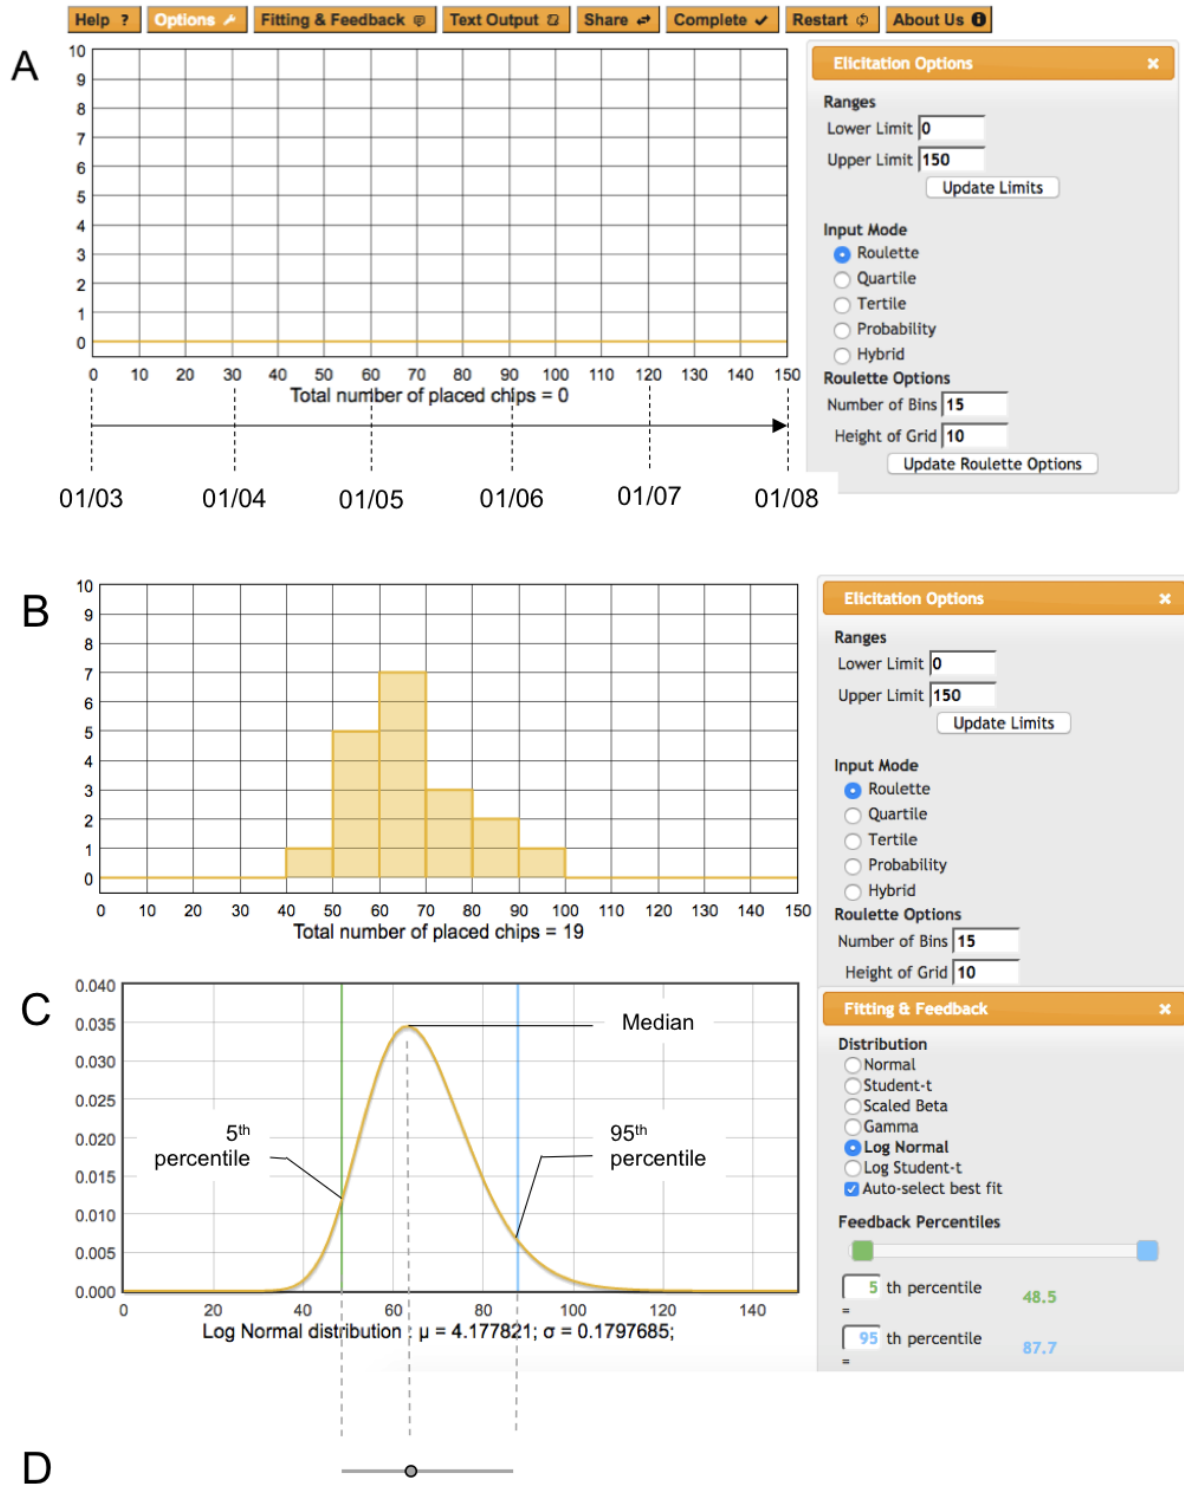 Help ? Options Fitting & Feedback Text Output Share Complete Restart About Us
A
10
9
8
7
6
5
4
3
2
1
0
0 10 20 30 40 50 60 70 80 90 100 110 120 130 140 150
Total number of placed chips = 0
01/03 01/04 01/05 01/06 01/07 01/08
Elicitation Options ×
Ranges
Lower Limit 0
Upper Limit 150
Update Limits
Input Mode
Roulette
Quartile
Tertile
Probability
Hybrid
Roulette Options
Number of Bins 15
Height of Grid 10
Update Roulette Options
B
10
9
8
7
6
5
4
3
2
1
0
0 10 20 30 40 50 60 70 80 90 100 110 120 130 140 150
Total number of placed chips = 19
Elicitation Options ×
Ranges
Lower Limit 0
Upper Limit 150
Update Limits
Input Mode
Roulette
Quartile
Tertile
Probability
Hybrid
Roulette Options
Number of Bins 15
Height of Grid 10
C
0.040
0.035
0.030
0.025
0.020
0.015
0.010
0.005
0.000
Median
5th
percentile
95th
percentile
0 20 40 60 80 100 120 140
Log Normal distribution : μ = 4.177821; σ = 0.1797685;
Fitting & Feedback ×
Distribution
Normal
Student-t
Scaled Beta
Gamma
Log Normal
Log Student-t
Auto-select best fit
Feedback Percentiles
5 th percentile 48.5
=
95 th percentile 87.7
=
D